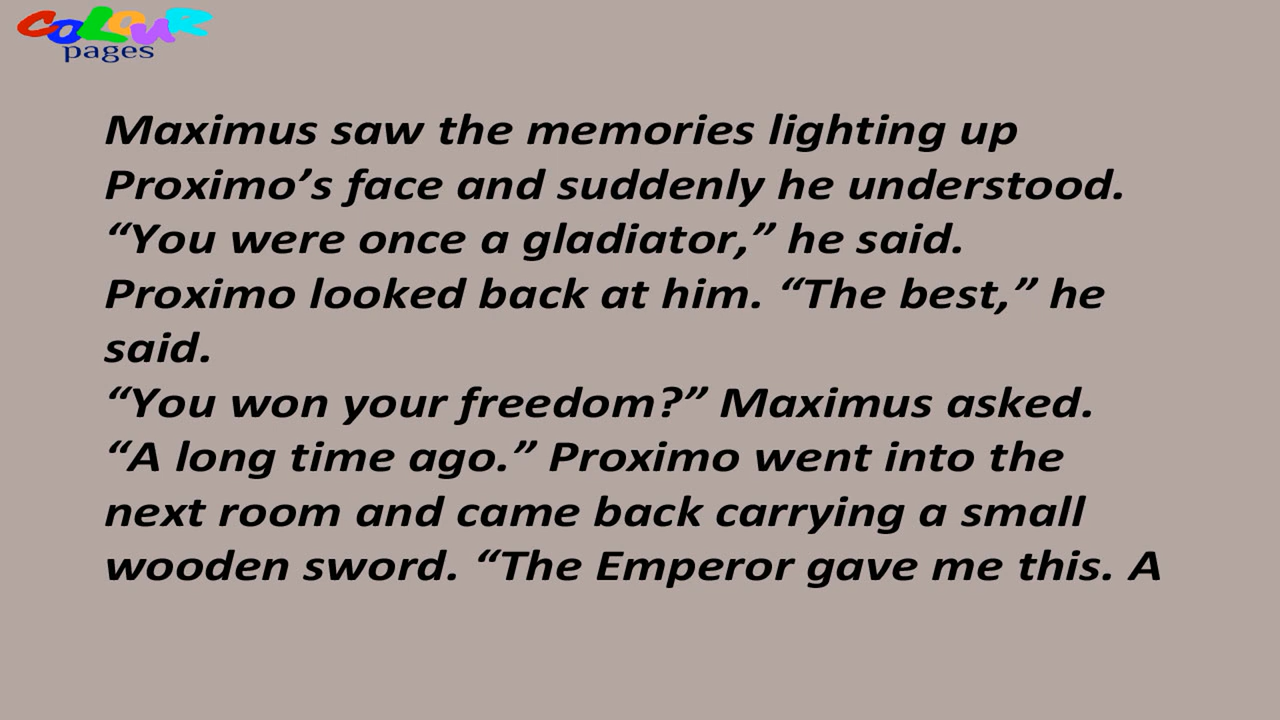 COLOUR
pages
Maximus saw the memories lighting up
Proximo’s face and suddenly he understood.
“You were once a gladiator,” he said.
Proximo looked back at him. “The best,” he
said.
“You won your freedom?” Maximus asked.
“A long time ago.” Proximo went into the
next room and came back carrying a small
wooden sword. “The Emperor gave me this. A